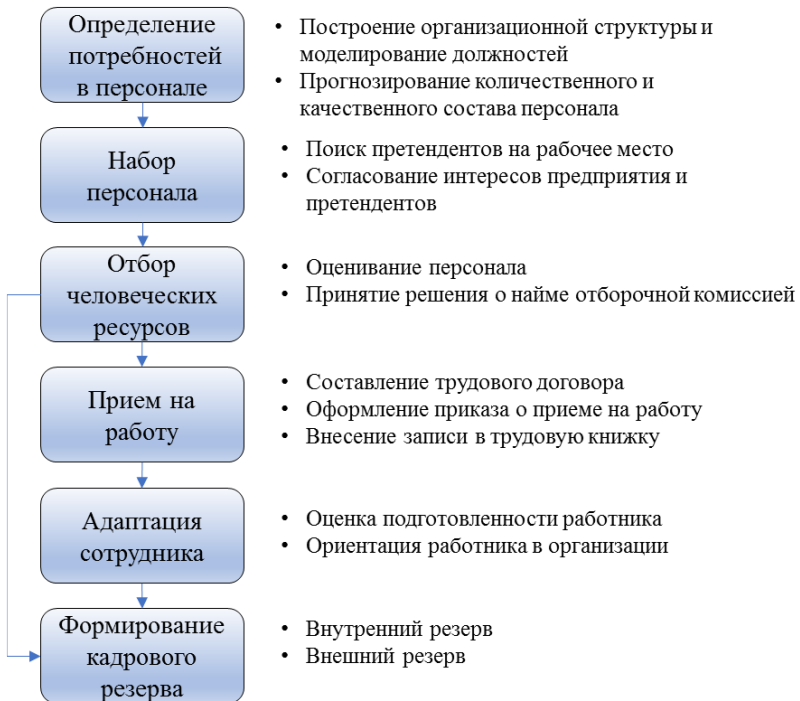 Определение
потребностей
в персонале
• Построение организационной структуры и
моделирование должностей
• Прогнозирование количественного и
качественного состава персонала
Набор
персонала
• Поиск претендентов на рабочее место
• Согласование интересов предприятия и
претендентов
Отбор
человеческих
ресурсов
• Оценивание персонала
• Принятие решения о найме отборочной комиссией
Прием на
работу
• Составление трудового договора
• Оформление приказа о приеме на работу
• Внесение записи в трудовую книжку
Адаптация
сотрудника
• Оценка подготовленности работника
• Ориентация работника в организации
Формирование
кадрового
резерва
• Внутренний резерв
• Внешний резерв